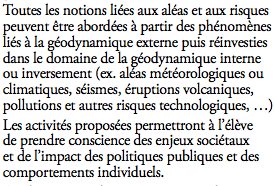 Toutes les notions liées aux aléas et aux risques
peuvent être abordées à partir des phénomènes
liés à la géodynamique externe puis réinvesties
dans le domaine de la géodynamique interne
ou inversement (ex. aléas météorologiques ou
climatiques, séismes, éruptions volcaniques,
pollutions et autres risques technologiques, …)
Les activités proposées permettront à l'élève
de prendre conscience des enjeux sociétaux
et de l'impact des politiques publiques et des
comportements individuels.